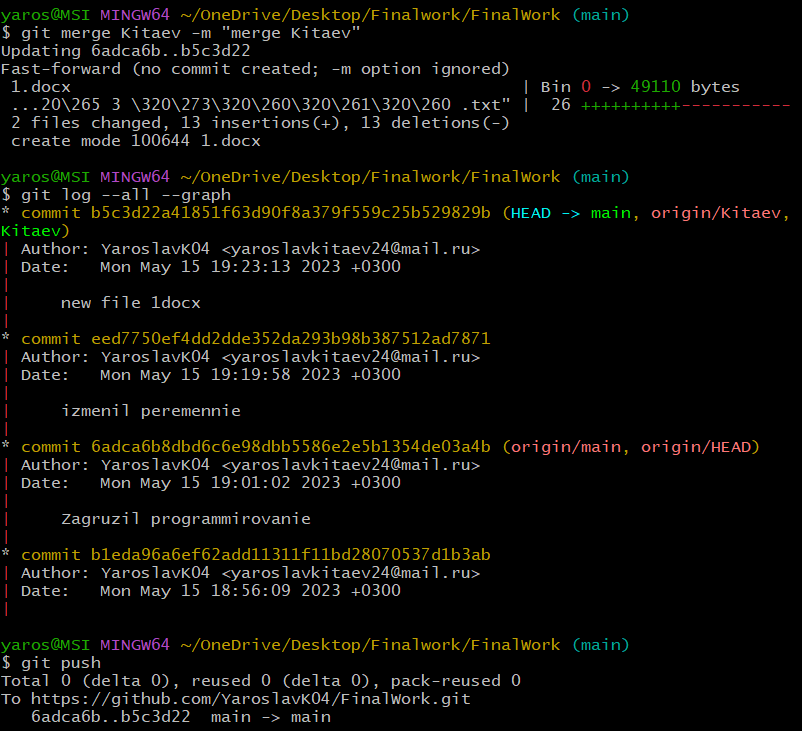 yaros@MSI MINGW64 ~/OneDrive/Desktop/Finalwork/FinalWork (main)
$ git merge Kitaev -m "merge Kitaev"
Updating 6adca6b..b5c3d22
Fast-forward (no commit created; -m option ignored)
 1.docx                                             | Bin 0 -> 49110 bytes
 ...20\265 3 \320\273\320\260\320\261\320\260 .txt" |  26 ++++++++++-----------
 2 files changed, 13 insertions(+), 13 deletions(-)
 create mode 100644 1.docx
yaros@MSI MINGW64 ~/OneDrive/Desktop/Finalwork/FinalWork (main)
$ git log --all --graph
* commit b5c3d22a41851f63d90f8a379f559c25b529829b (HEAD -> main, origin/Kitaev,
Kitaev)
| Author: YaroslavK04 <yaroslavkitaev24@mail.ru>
| Date:   Mon May 15 19:23:13 2023 +0300
|
|     new file 1docx
|
* commit eed7750ef4dd2dde352da293b98b387512ad7871
| Author: YaroslavK04 <yaroslavkitaev24@mail.ru>
| Date:   Mon May 15 19:19:58 2023 +0300
|
|     izmenil peremennie
|
* commit 6adca6b8dbd6c6e98dbb5586e2e5b1354de03a4b (origin/main, origin/HEAD)
| Author: YaroslavK04 <yaroslavkitaev24@mail.ru>
| Date:   Mon May 15 19:01:02 2023 +0300
|
|     Zagruzil programmirovanie
|
* commit b1eda96a6ef62add11311f11bd28070537d1b3ab
| Author: YaroslavK04 <yaroslavkitaev24@mail.ru>
| Date:   Mon May 15 18:56:09 2023 +0300
|
yaros@MSI MINGW64 ~/OneDrive/Desktop/Finalwork/FinalWork (main)
$ git push
Total 0 (delta 0), reused 0 (delta 0), pack-reused 0
To https://github.com/YaroslavK04/FinalWork.git
   6adca6b..b5c3d22  main -> main